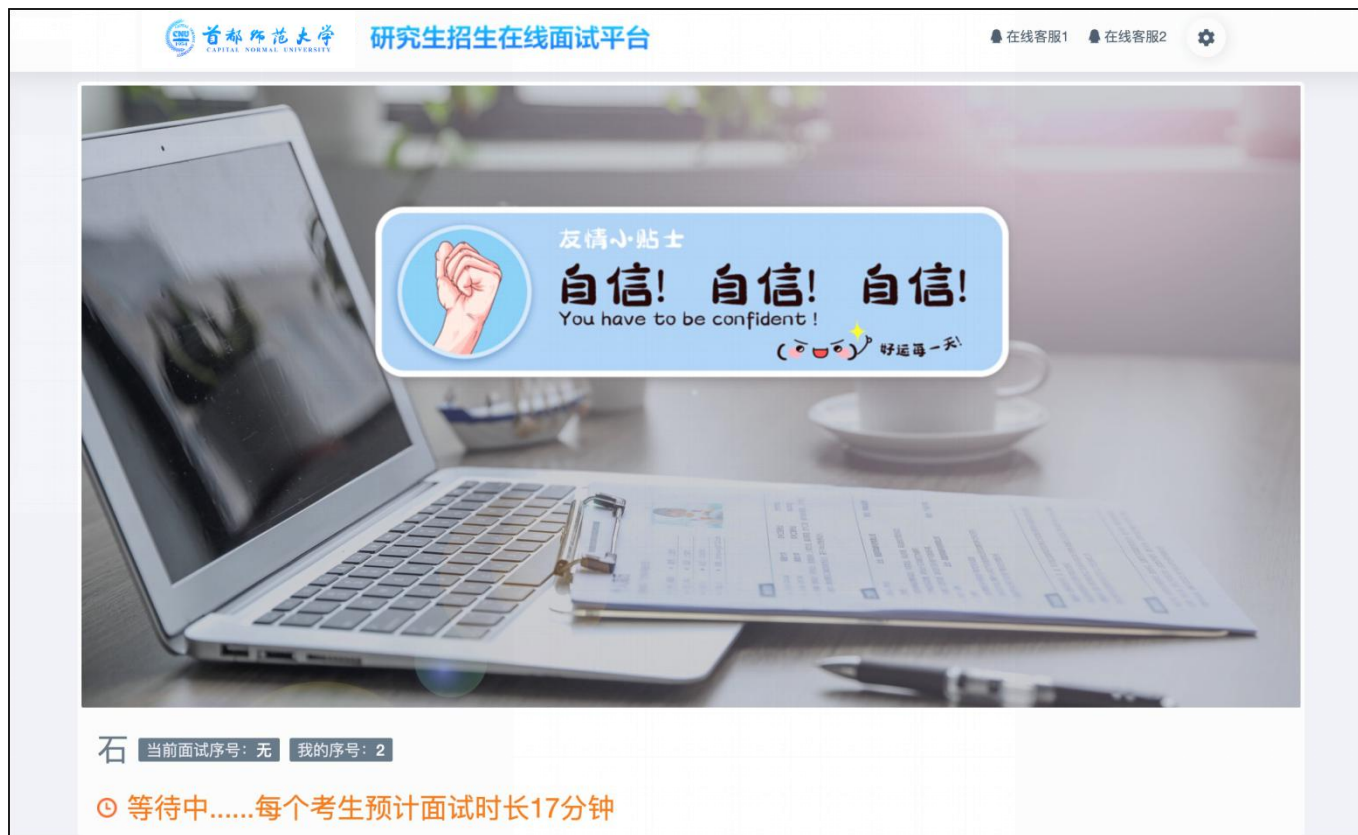 首都师范大学
CAPITAL NORMAL UNIVERSITY
研究生招生在线面试平台
在线客服1 在线客服2
友情小贴士
自信! 自信! 自信!
You have to be confident!
好运每一天!
石 当前面试序号：无 我的序号：2
等待中......每个考生预计面试时长17分钟